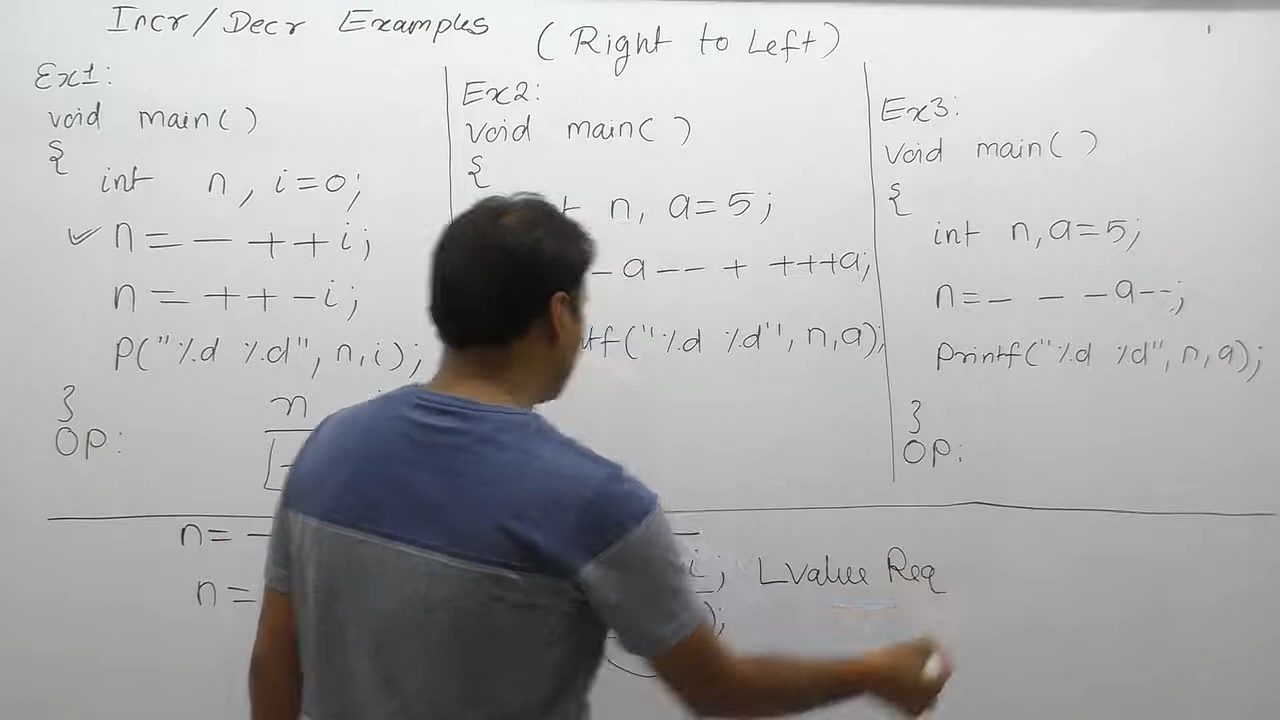 Incr/Decr Examples (Right to Left)
Ex1:
void main()
{
int n, i=0;
✓ n = - ++i;
n = ++-i;
P("%d %d", n,i);
}
OP:
n
Ex2:
void main()
{
n, a=5;
-a-- + +++a;
tf("%d %d", n,a);
Ex3:
void main()
{
int n,a=5;
n=- - -a--;
printf("%d %d", n,a);
}
OP:
n= -
n =
i; Lvalue Req
);